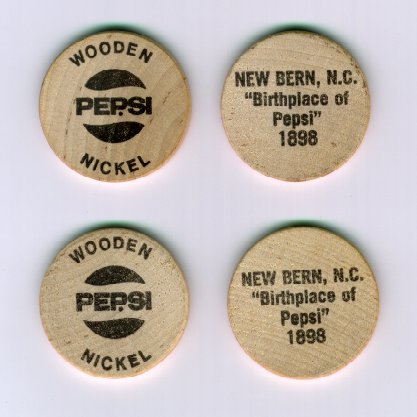 WOODEN
PEPSI
NICKEL
NEW BERN, N.C.
“Birthplace of
Pepsi”
1898
WOODEN
PEPSI
NICKEL
NEW BERN, N.C.
“Birthplace of
Pepsi”
1898